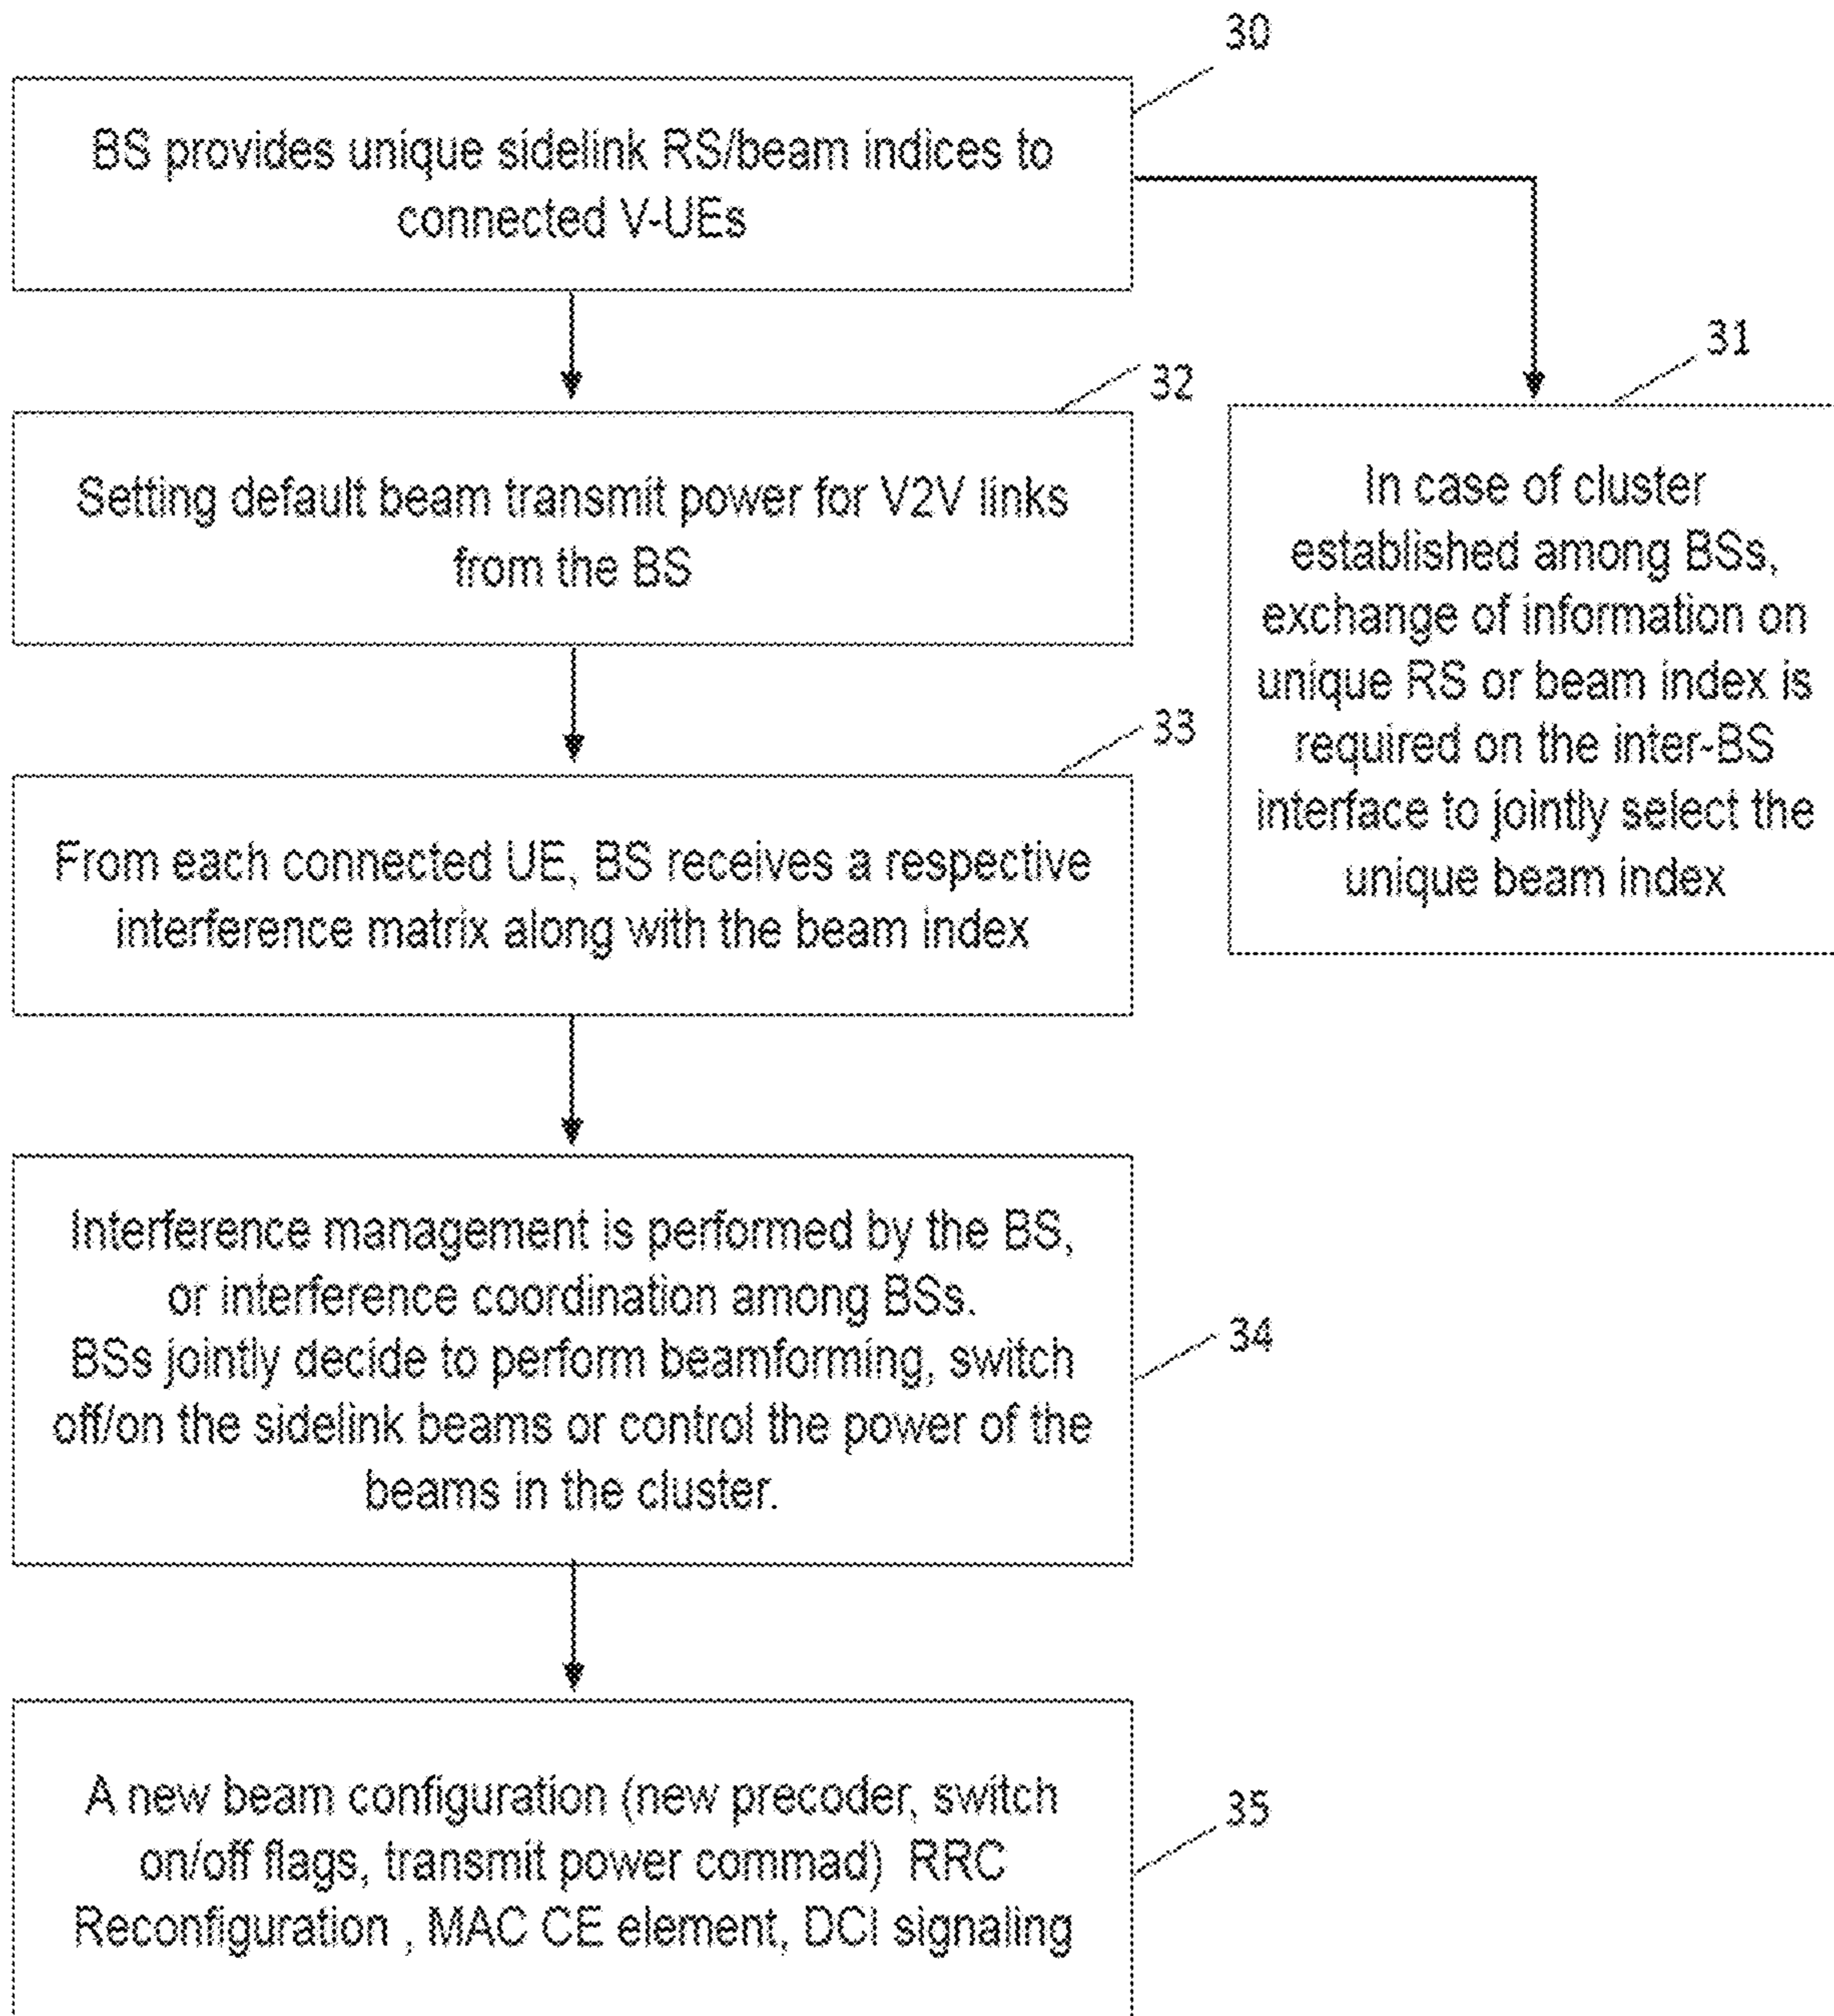 30
BS provides unique sidelink RS/beam indices to
connected V-UEs
31
32
Setting default beam transmit power for V2V links
from the BS
In case of cluster
established among BSs,
exchange of information on
unique RS or beam index is
required on the inter-BS
interface to jointly select the
unique beam index
33
From each connected UE, BS receives a respective
interference matrix along with the beam index
Interference management is performed by the BS,
or interference coordination among BSs.
BSs jointly decide to perform beamforming, switch
off/on the sidelink beams or control the power of the
beams in the cluster.
34
A new beam configuration (new precoder, switch
on/off flags, transmit power commad) RRC
Reconfiguration , MAC CE element, DCI signaling
35